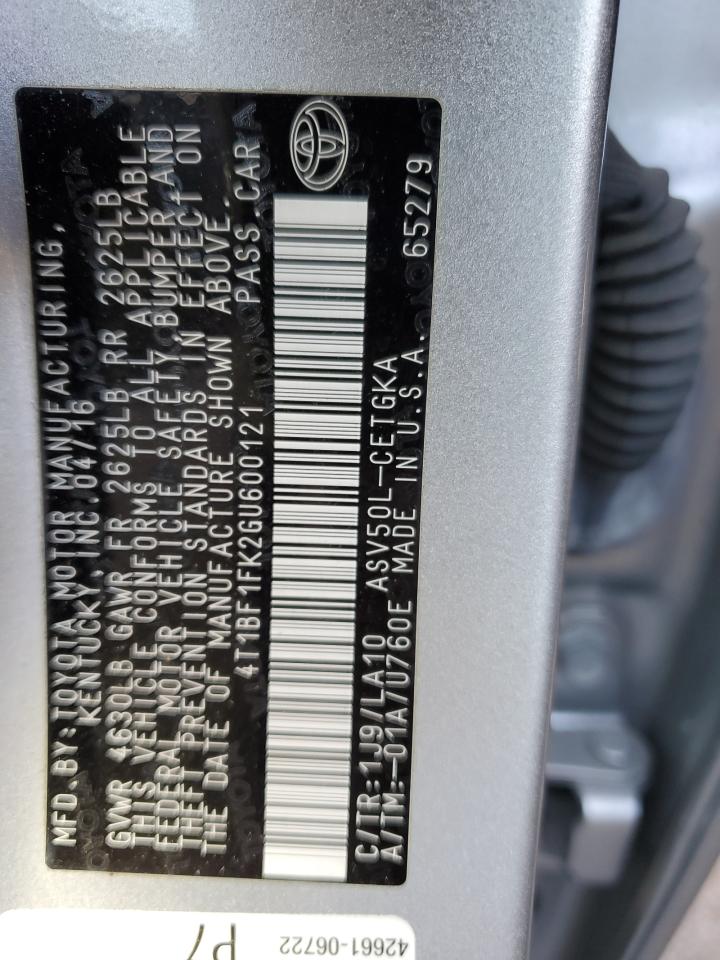 MFD. BY: TOYOTA MOTOR MANUFACTURING,
KENTUCKY, INC. 04/16
GVWR 4630LB GAWR FR 2625LB RR 2625LB
THIS VEHICLE CONFORMS TO ALL APPLICABLE
FEDERAL MOTOR VEHICLE SAFETY, BUMPER, AND
THEFT PREVENTION STANDARDS IN EFFECT ON
THE DATE OF MANUFACTURE SHOWN ABOVE.
4T1BF1FK2GU600121 PASS. CAR
C/TR: 1J9/LA10 ASV50L-CETGKA 65279
A/TM: -01A/U760E MADE IN U.S.A.
42661-06722
P7